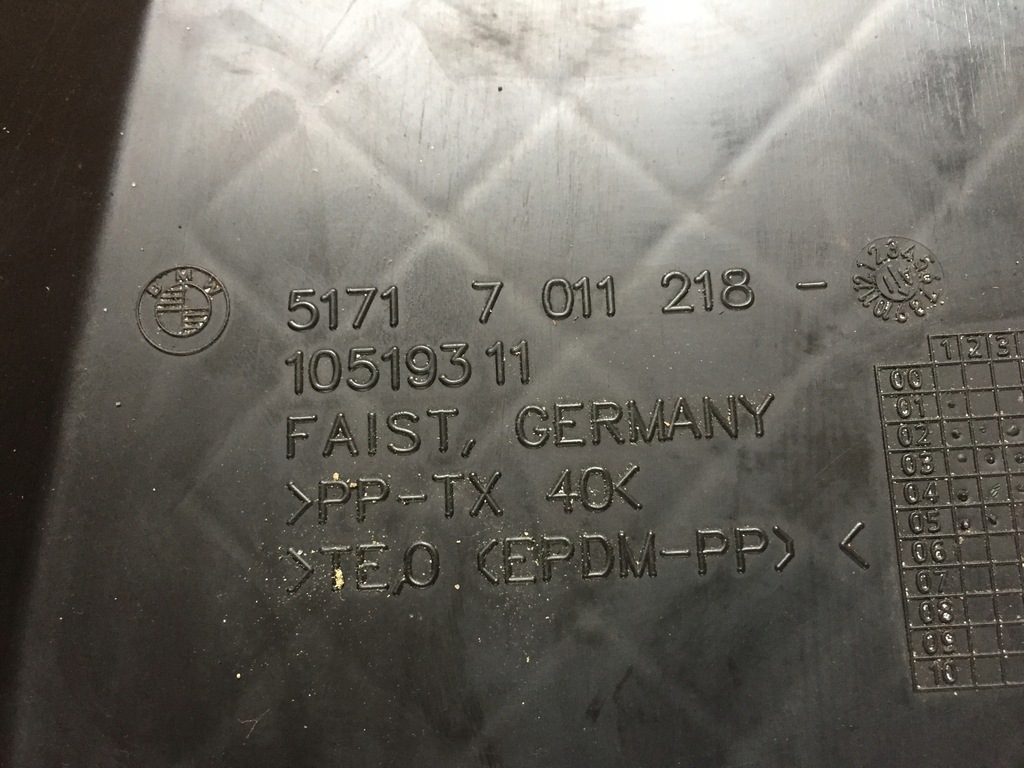 BMW 5171 7 011 218 -
10519311
FAIST, GERMANY
>PP-TX 40<
>TEO <EPDM-PP> <
1 2 3
00
01
02
03
04
05
06
07
08
09
10